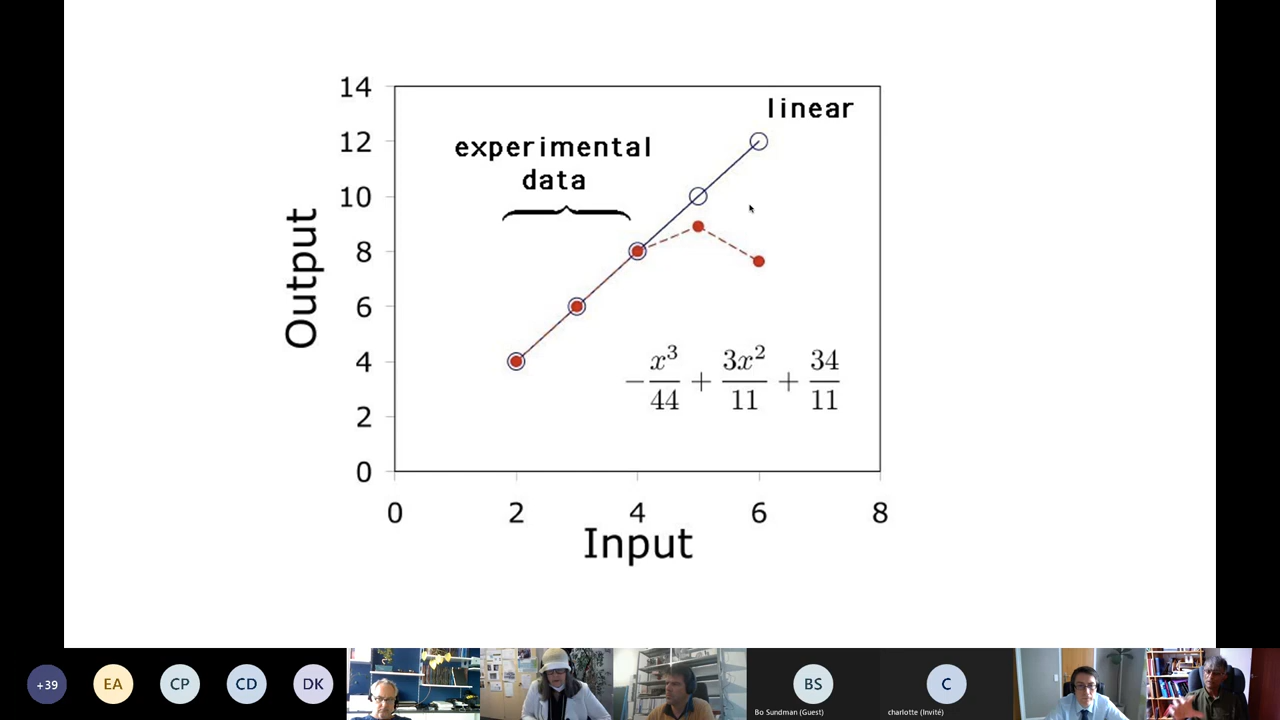 14
linear
12
experimental
data
10
8
6
4
2
0
Output
−x³/44 + 3x²/11 + 34/11
0 2 4 6 8
Input
+39
EA
CP
CD
DK
BS
Bo Sundman (Guest)
C
charlotte (Invité)